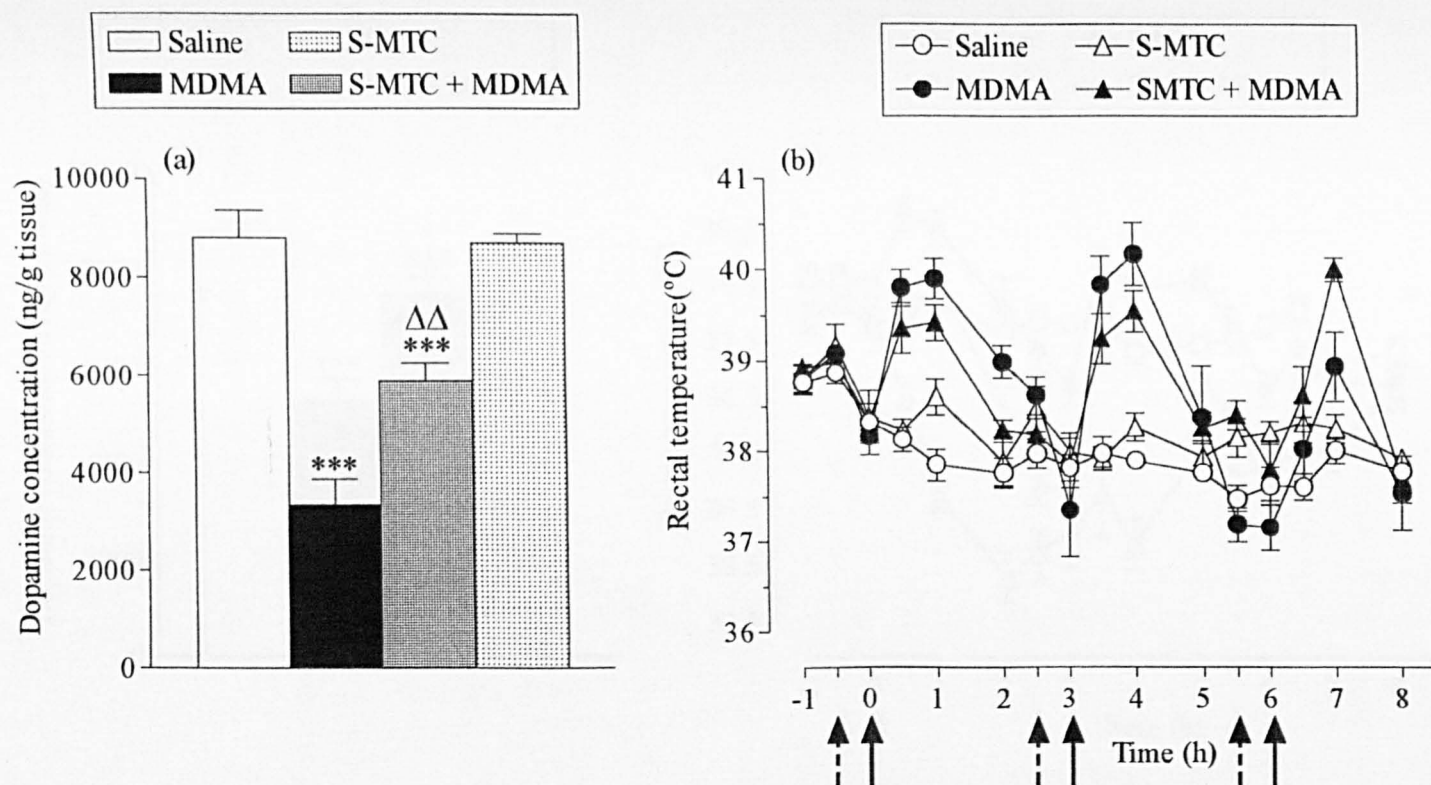 Saline S-MTC
MDMA S-MTC + MDMA
(a)
Dopamine concentration (ng/g tissue)
10000
8000
6000
4000
2000
0
ΔΔ
***
***
Saline S-MTC
MDMA SMTC + MDMA
(b)
Rectal temperature(°C)
41
40
39
38
37
36
-1 0 1 2 3 4 5 6 7 8
Time (h)